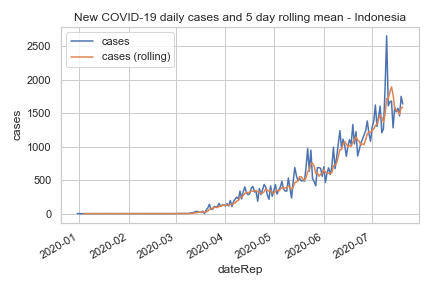 New COVID-19 daily cases and 5 day rolling mean - Indonesia
cases
cases (rolling)
2500
2000
1500
1000
500
0
cases
2020-01
2020-02
2020-03
2020-04
2020-05
2020-06
2020-07
dateRep